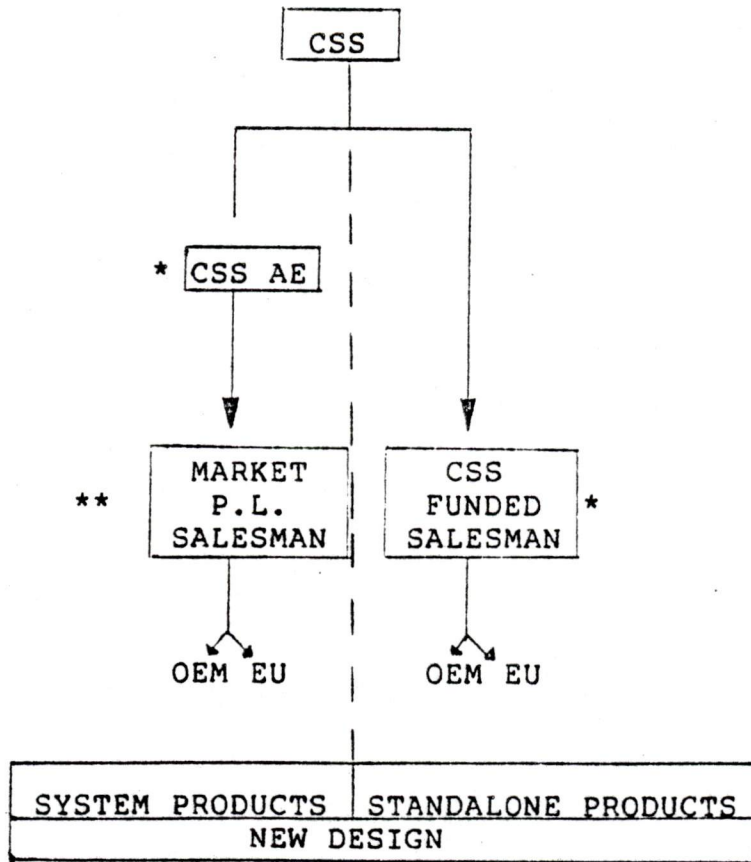 CSS
* CSS AE
** MARKET
P.L.
SALESMAN
CSS
FUNDED
SALESMAN *
OEM EU
OEM EU
SYSTEM PRODUCTS
STANDALONE PRODUCTS
NEW DESIGN